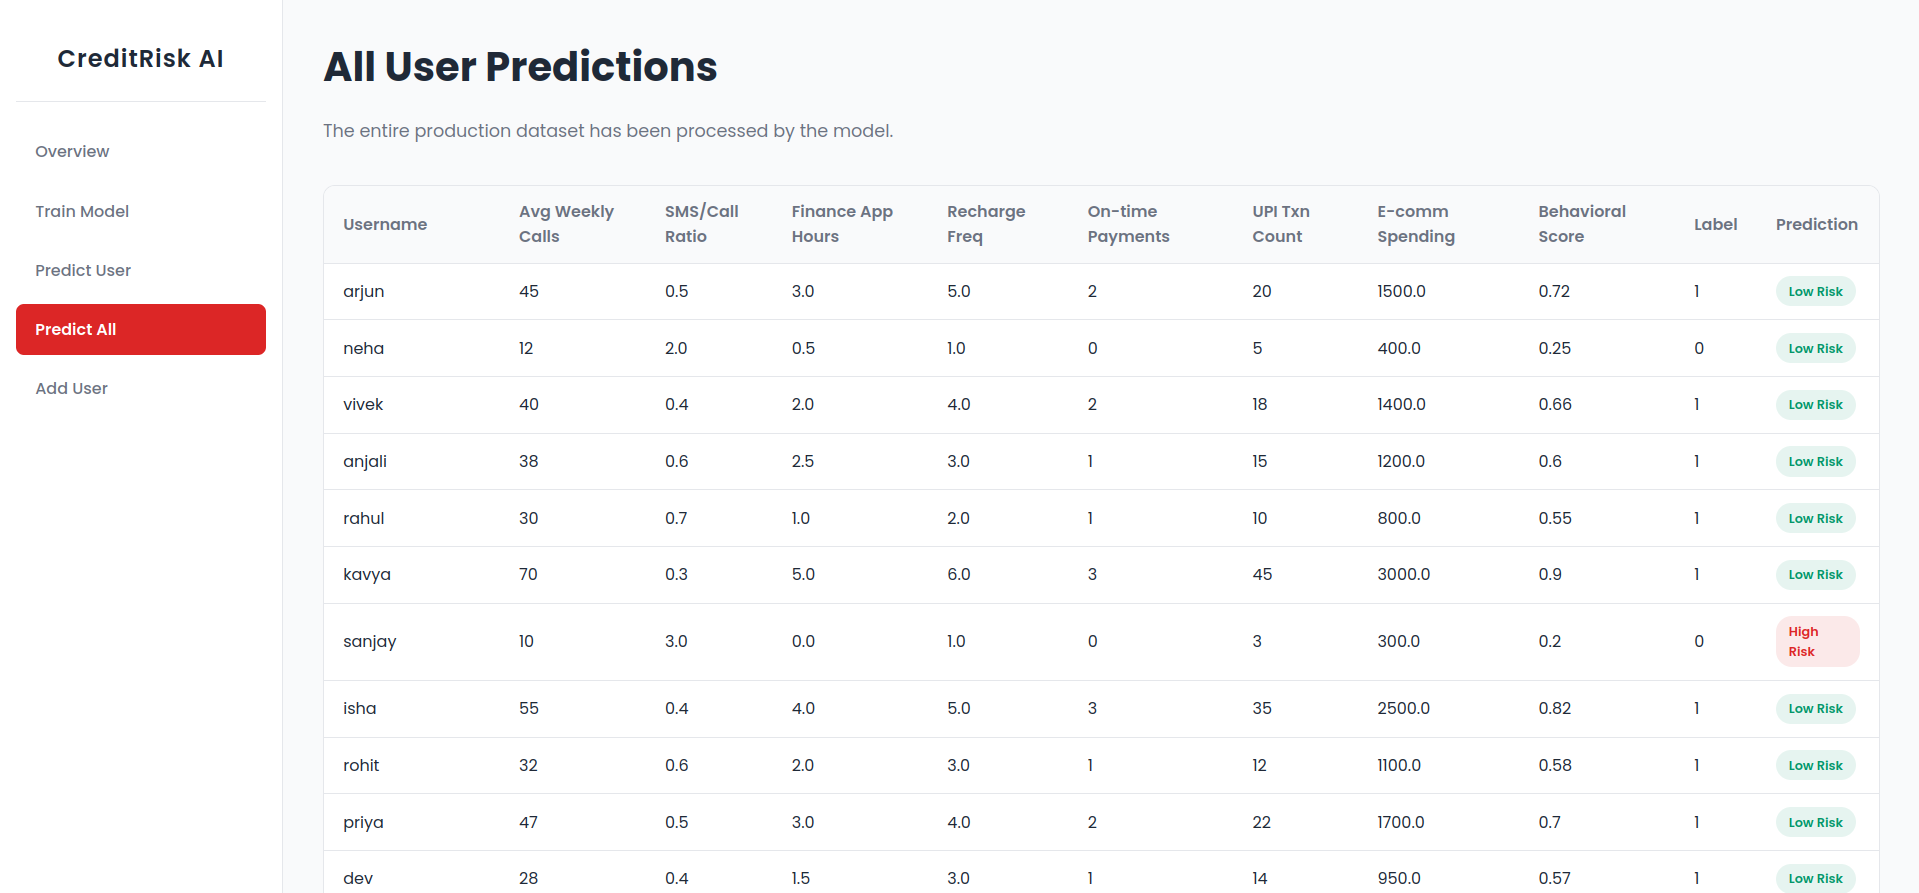 CreditRisk AI
Overview
Train Model
Predict User
Predict All
Add User
All User Predictions
The entire production dataset has been processed by the model.
Username Avg Weekly Calls SMS/Call Ratio Finance App Hours Recharge Freq On-time Payments UPI Txn Count E-comm Spending Behavioral Score Label Prediction
arjun 45 0.5 3.0 5.0 2 20 1500.0 0.72 1 Low Risk
neha 12 2.0 0.5 1.0 0 5 400.0 0.25 0 Low Risk
vivek 40 0.4 2.0 4.0 2 18 1400.0 0.66 1 Low Risk
anjali 38 0.6 2.5 3.0 1 15 1200.0 0.6 1 Low Risk
rahul 30 0.7 1.0 2.0 1 10 800.0 0.55 1 Low Risk
kavya 70 0.3 5.0 6.0 3 45 3000.0 0.9 1 Low Risk
sanjay 10 3.0 0.0 1.0 0 3 300.0 0.2 0 High Risk
isha 55 0.4 4.0 5.0 3 35 2500.0 0.82 1 Low Risk
rohit 32 0.6 2.0 3.0 1 12 1100.0 0.58 1 Low Risk
priya 47 0.5 3.0 4.0 2 22 1700.0 0.7 1 Low Risk
dev 28 0.4 1.5 3.0 1 14 950.0 0.57 1 Low Risk